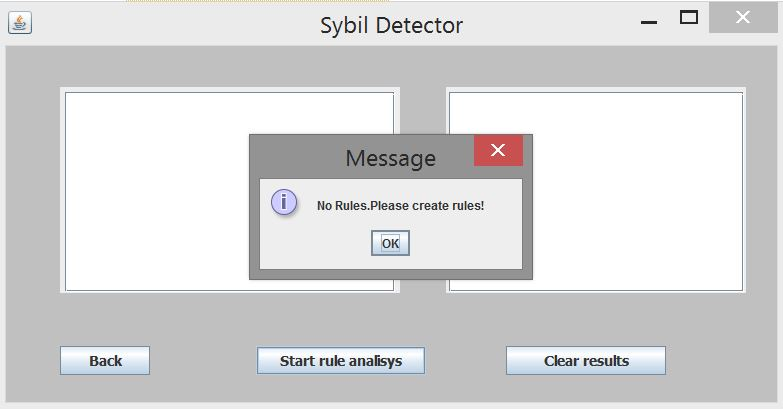 Sybil Detector
Message
No Rules.Please create rules!
OK
Back
Start rule analisys
Clear results